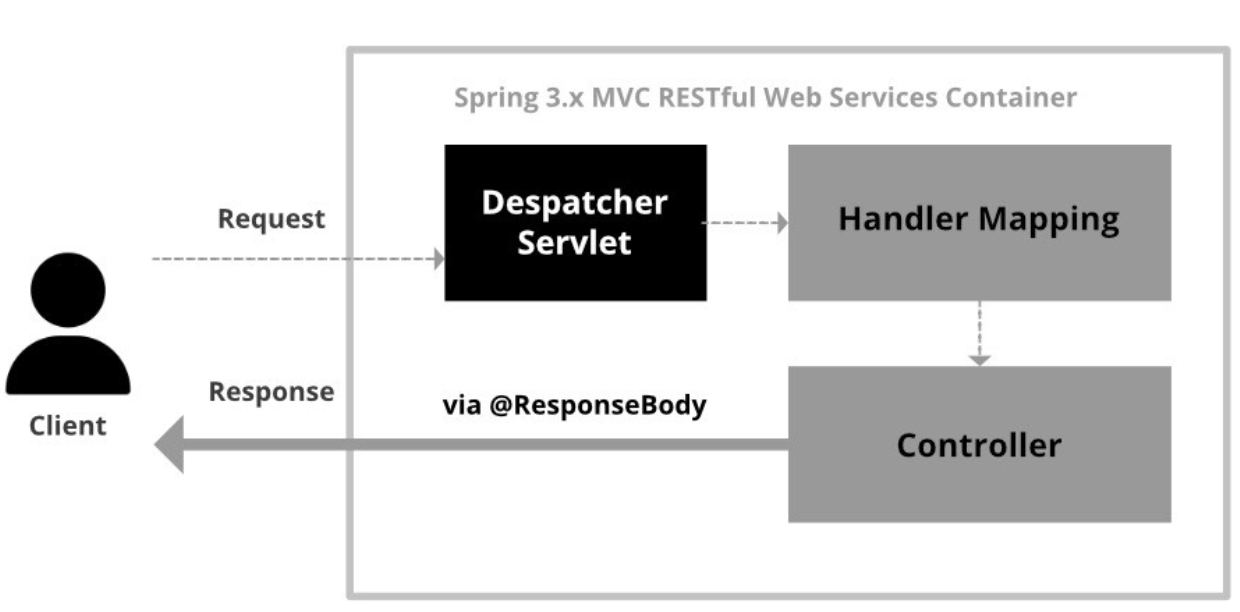 Spring 3.x MVC RESTful Web Services Container
Despatcher
Servlet
Handler Mapping
Request
Client
Response
via @ResponseBody
Controller